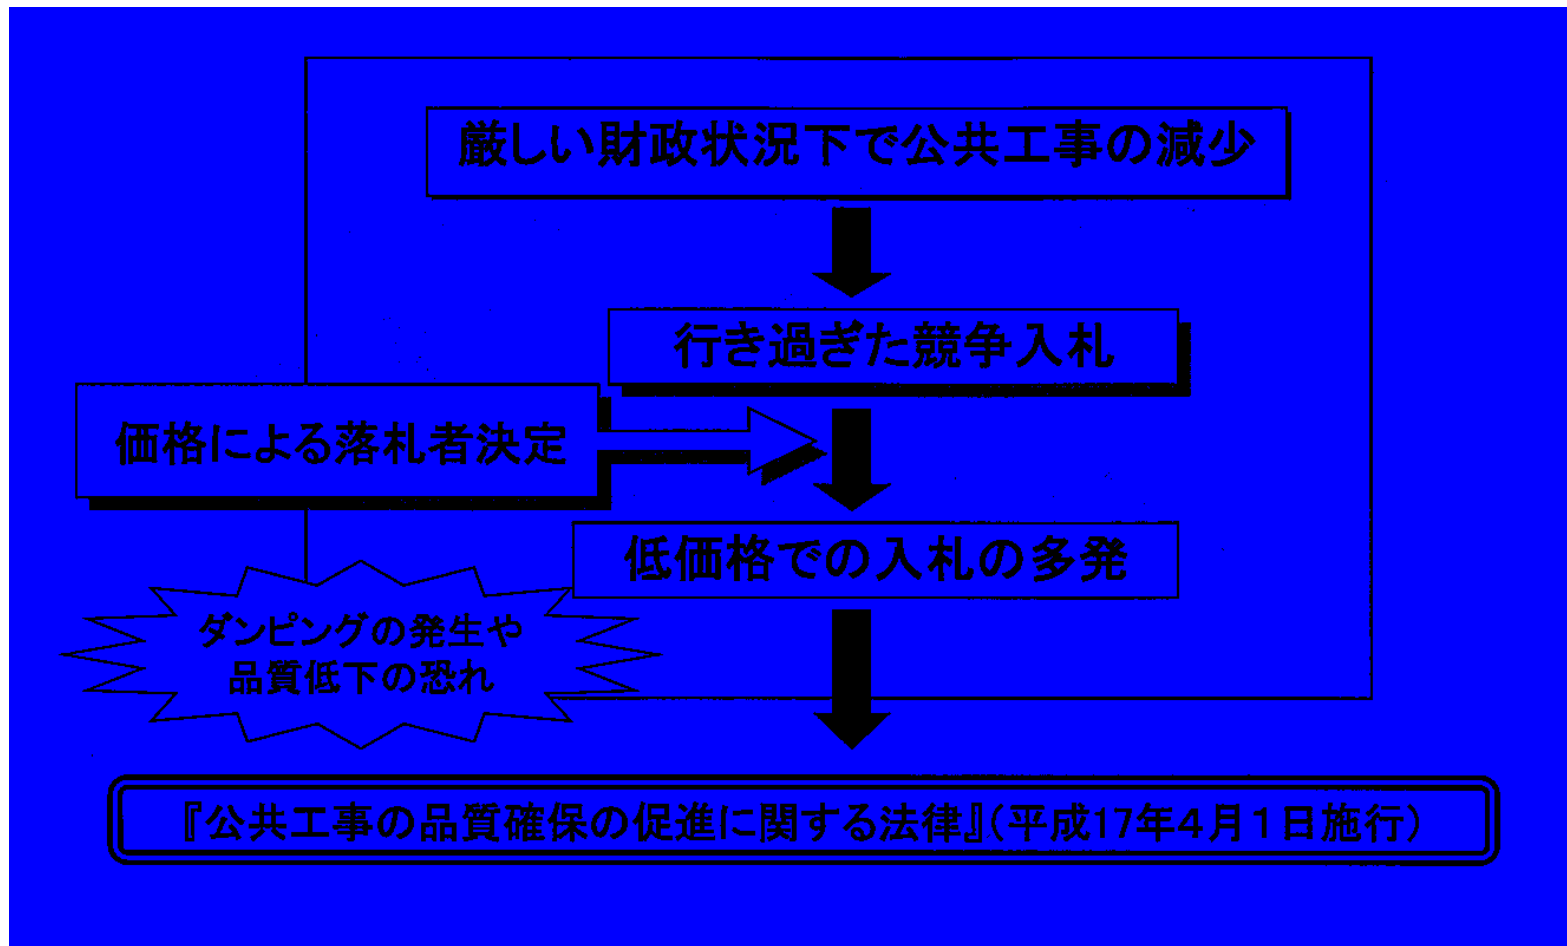 厳しい財政状況下で公共工事の減少
行き過ぎた競争入札
価格による落札者決定
低価格での入札の多発
ダンピングの発生や
品質低下の恐れ
『公共工事の品質確保の促進に関する法律』(平成17年4月1日施行)